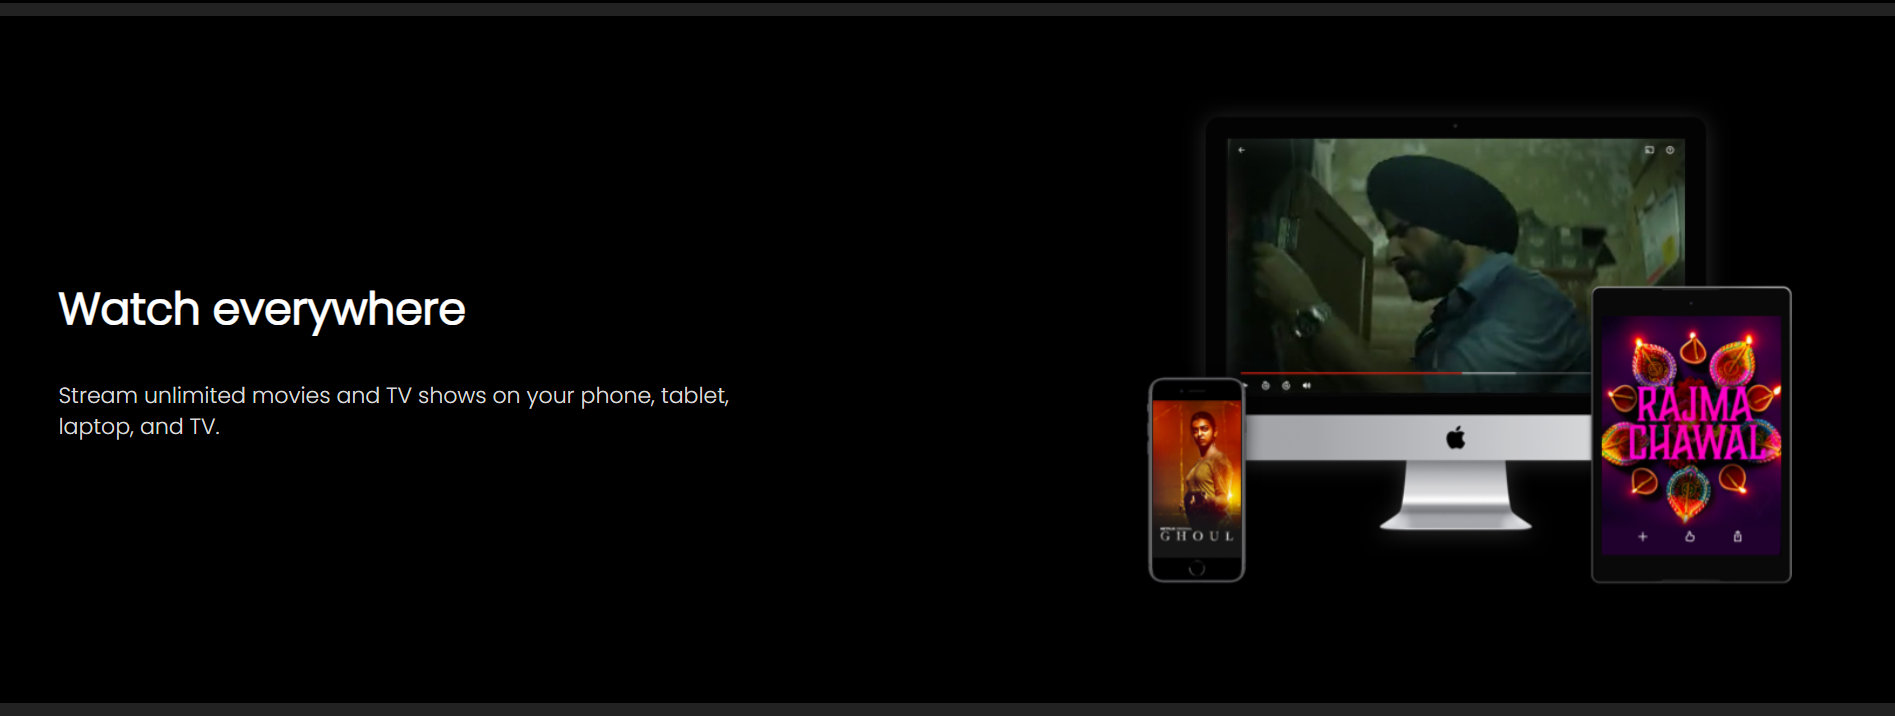 Watch everywhere
Stream unlimited movies and TV shows on your phone, tablet,
laptop, and TV.
RAJMA
CHAWAL
GHOUL